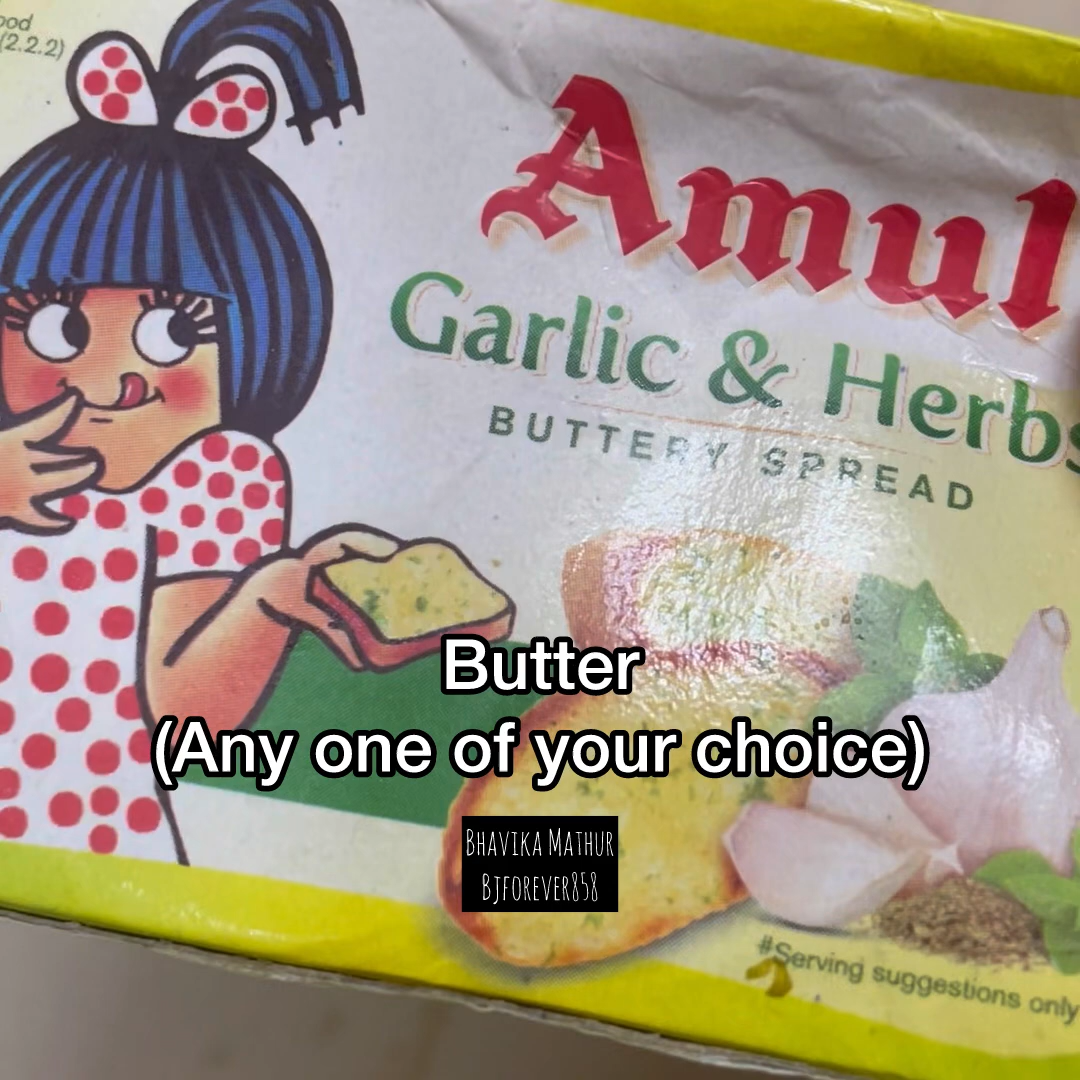 ood
(2.2.2)
Amul
Garlic & Herbs
BUTTERY SPREAD
Butter
(Any one of your choice)
BHAVIKA MATHUR
BJFOREVER858
#Serving suggestions only